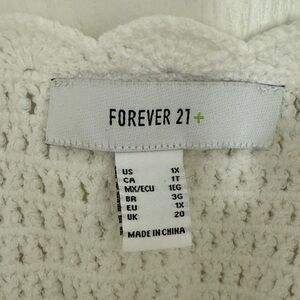 FOREVER 21+
US 1X
CA 1T
MX/ECU 1EG
BR 3G
EU 1X
UK 20
MADE IN CHINA